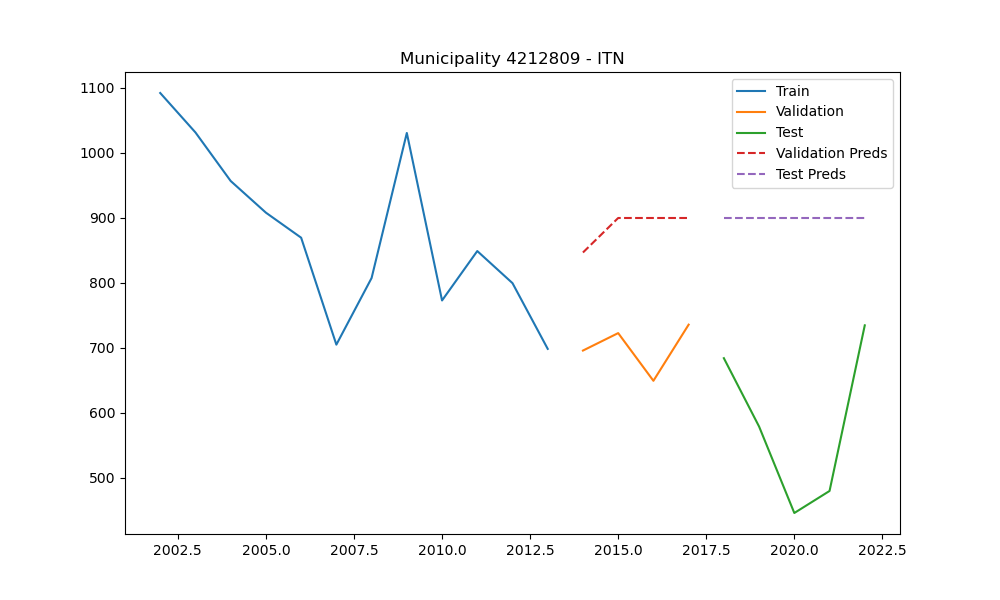 Municipality 4212809 - ITN
Train
Validation
Test
Validation Preds
Test Preds
1100
1000
900
800
700
600
500
2002.5 2005.0 2007.5 2010.0 2012.5 2015.0 2017.5 2020.0 2022.5